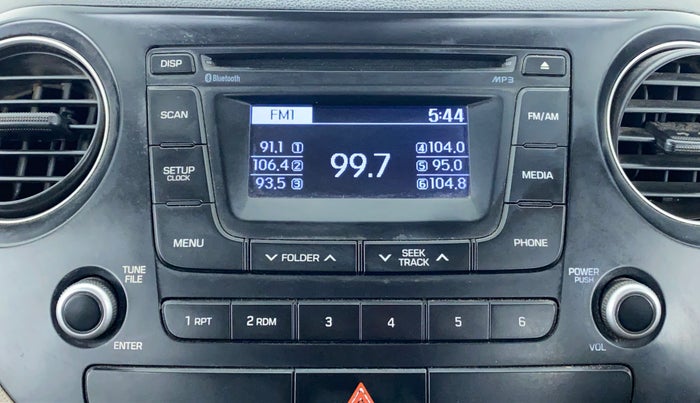 DISP
Bluetooth
MP3
SCAN
FM1 5:44
FM/AM
91.1 1
99.7
4 104.0
106.4 2
5 95.0
93.5 3
6 104.8
SETUP
CLOCK
MEDIA
MENU
FOLDER
SEEK
TRACK
PHONE
TUNE
FILE
POWER
PUSH
1 RPT
2 RDM
3
4
5
6
ENTER
VOL